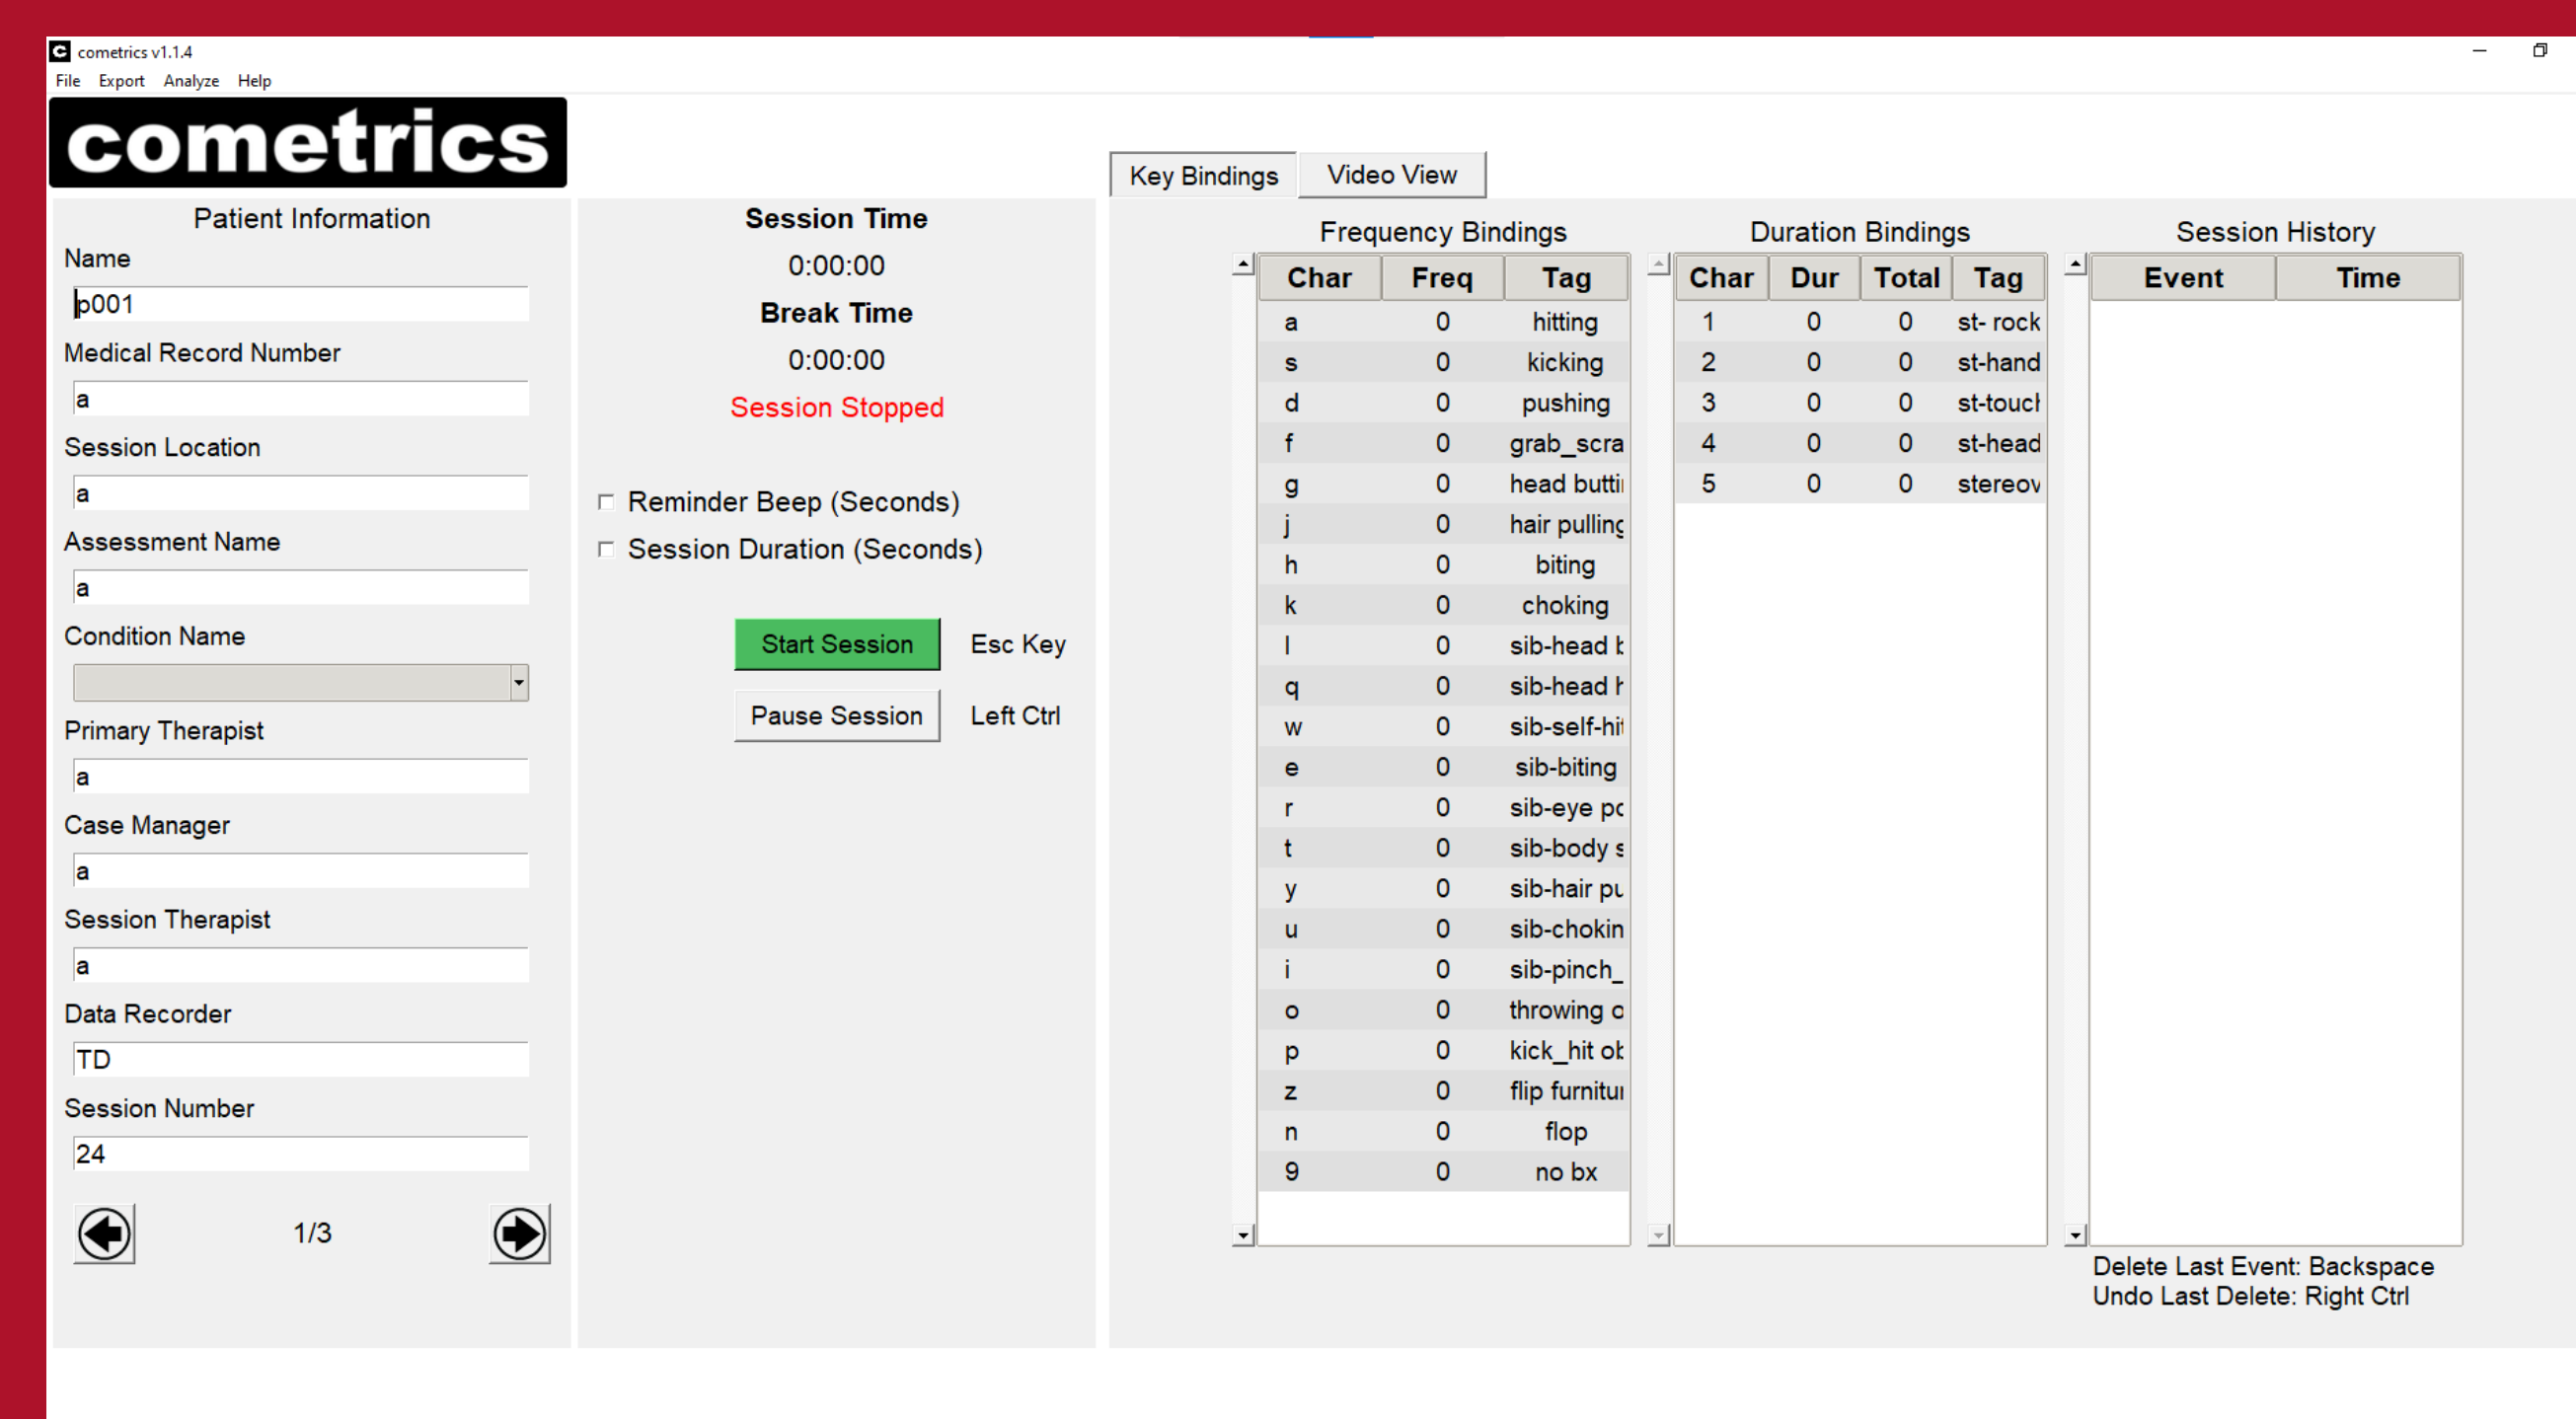 cometrics v1.1.4
File Export Analyze Help
cometrics
Key Bindings Video View
Patient Information
Name
p001
Medical Record Number
a
Session Location
a
Assessment Name
a
Condition Name
Primary Therapist
a
Case Manager
a
Session Therapist
a
Data Recorder
TD
Session Number
24
1/3
Session Time
0:00:00
Break Time
0:00:00
Session Stopped
Reminder Beep (Seconds)
Session Duration (Seconds)
Start Session Esc Key
Pause Session Left Ctrl
Frequency Bindings
Char Freq Tag
a 0 hitting
s 0 kicking
d 0 pushing
f 0 grab_scra
g 0 head butti
j 0 hair pulling
h 0 biting
k 0 choking
l 0 sib-head b
q 0 sib-head h
w 0 sib-self-hit
e 0 sib-biting
r 0 sib-eye po
t 0 sib-body s
y 0 sib-hair pu
u 0 sib-chokin
i 0 sib-pinch_
o 0 throwing o
p 0 kick_hit ob
z 0 flip furnitur
n 0 flop
9 0 no bx
Duration Bindings
Char Dur Total Tag
1 0 0 st- rock
2 0 0 st-hand
3 0 0 st-touch
4 0 0 st-head
5 0 0 stereov
Session History
Event Time
Delete Last Event: Backspace
Undo Last Delete: Right Ctrl